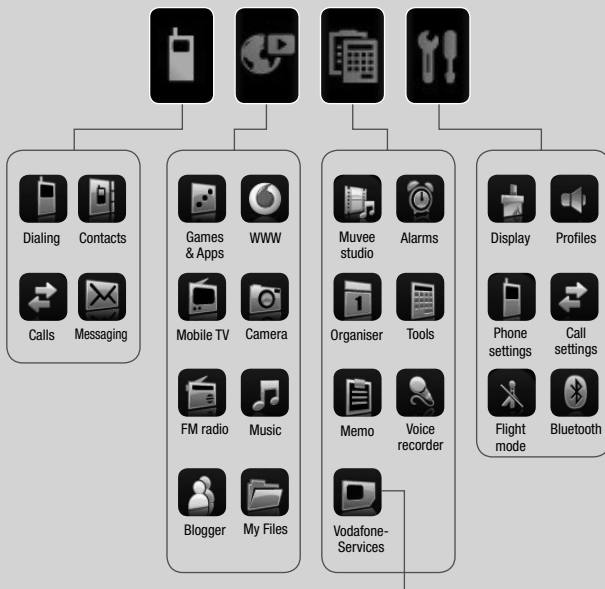 Dialing
Contacts
Calls
Messaging
Games
& Apps
WWW
Mobile TV
Camera
FM radio
Music
Blogger
My Files
Muvee
studio
Alarms
1
Organiser
Tools
Memo
Voice
recorder
Vodafone-
Services
Display
Profiles
Phone
settings
Call
settings
Flight
mode
Bluetooth